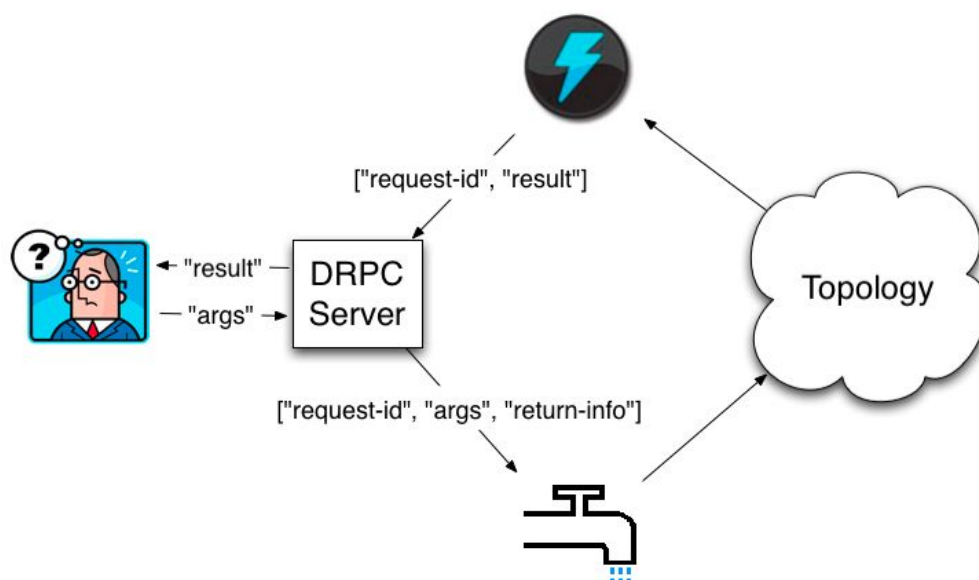 ["request-id", "result"]
?
"result"
"args"
DRPC
Server
Topology
["request-id", "args", "return-info"]